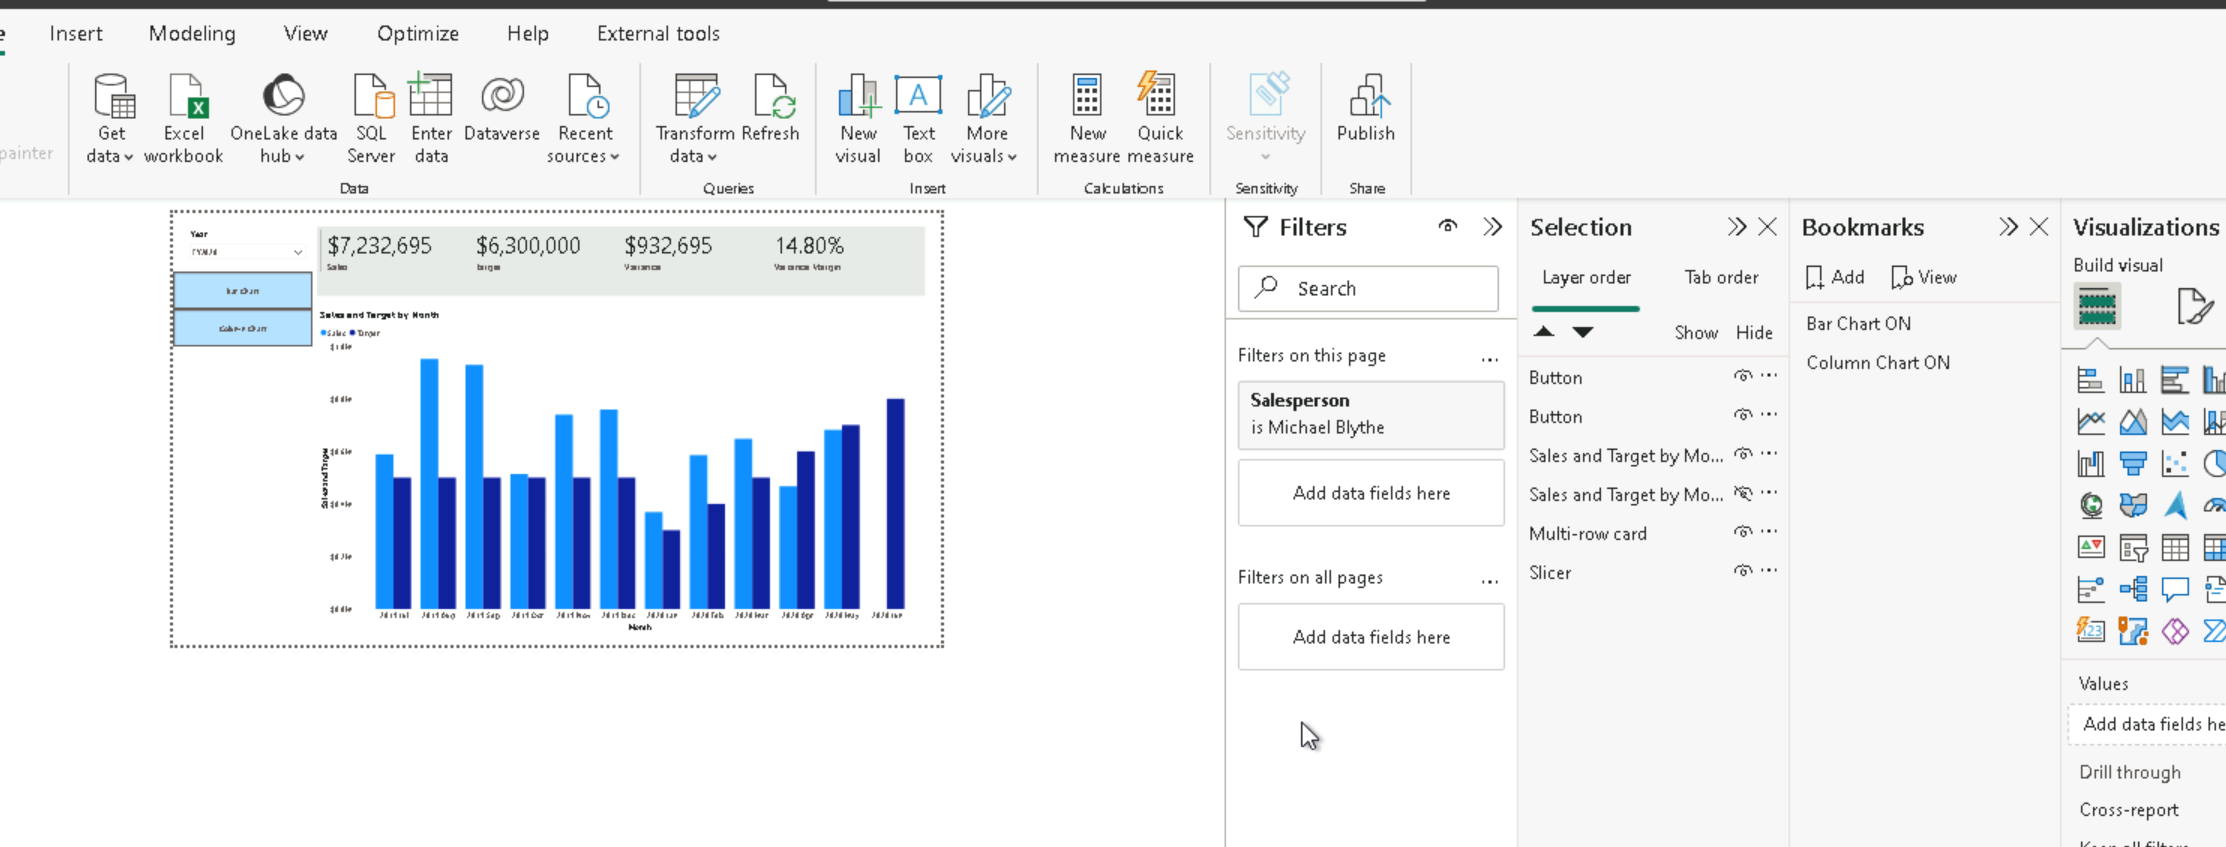 Insert Modeling View Optimize Help External tools
painter
Get data
Excel workbook
OneLake data hub
SQL Server
Enter data
Dataverse
Recent sources
Data
Transform data
Refresh
Queries
New visual
Text box
More visuals
Insert
New measure
Quick measure
Calculations
Sensitivity
Sensitivity
Publish
Share
Year
$7,232,695 $6,300,000 $932,695 14.80%
Sales Target Variance Variance Margin
Bar Chart
Column Chart
Sales and Target by Month
Sales Target
Sales and Target
Month
Filters
Search
Filters on this page
...
Salesperson
is Michael Blythe
Add data fields here
Filters on all pages
...
Add data fields here
Selection
Layer order Tab order
Show Hide
Button
Button
Sales and Target by Mo...
Sales and Target by Mo...
Multi-row card
Slicer
Bookmarks
Add View
Bar Chart ON
Column Chart ON
Visualizations
Build visual
123
Values
Add data fields he
Drill through
Cross-report